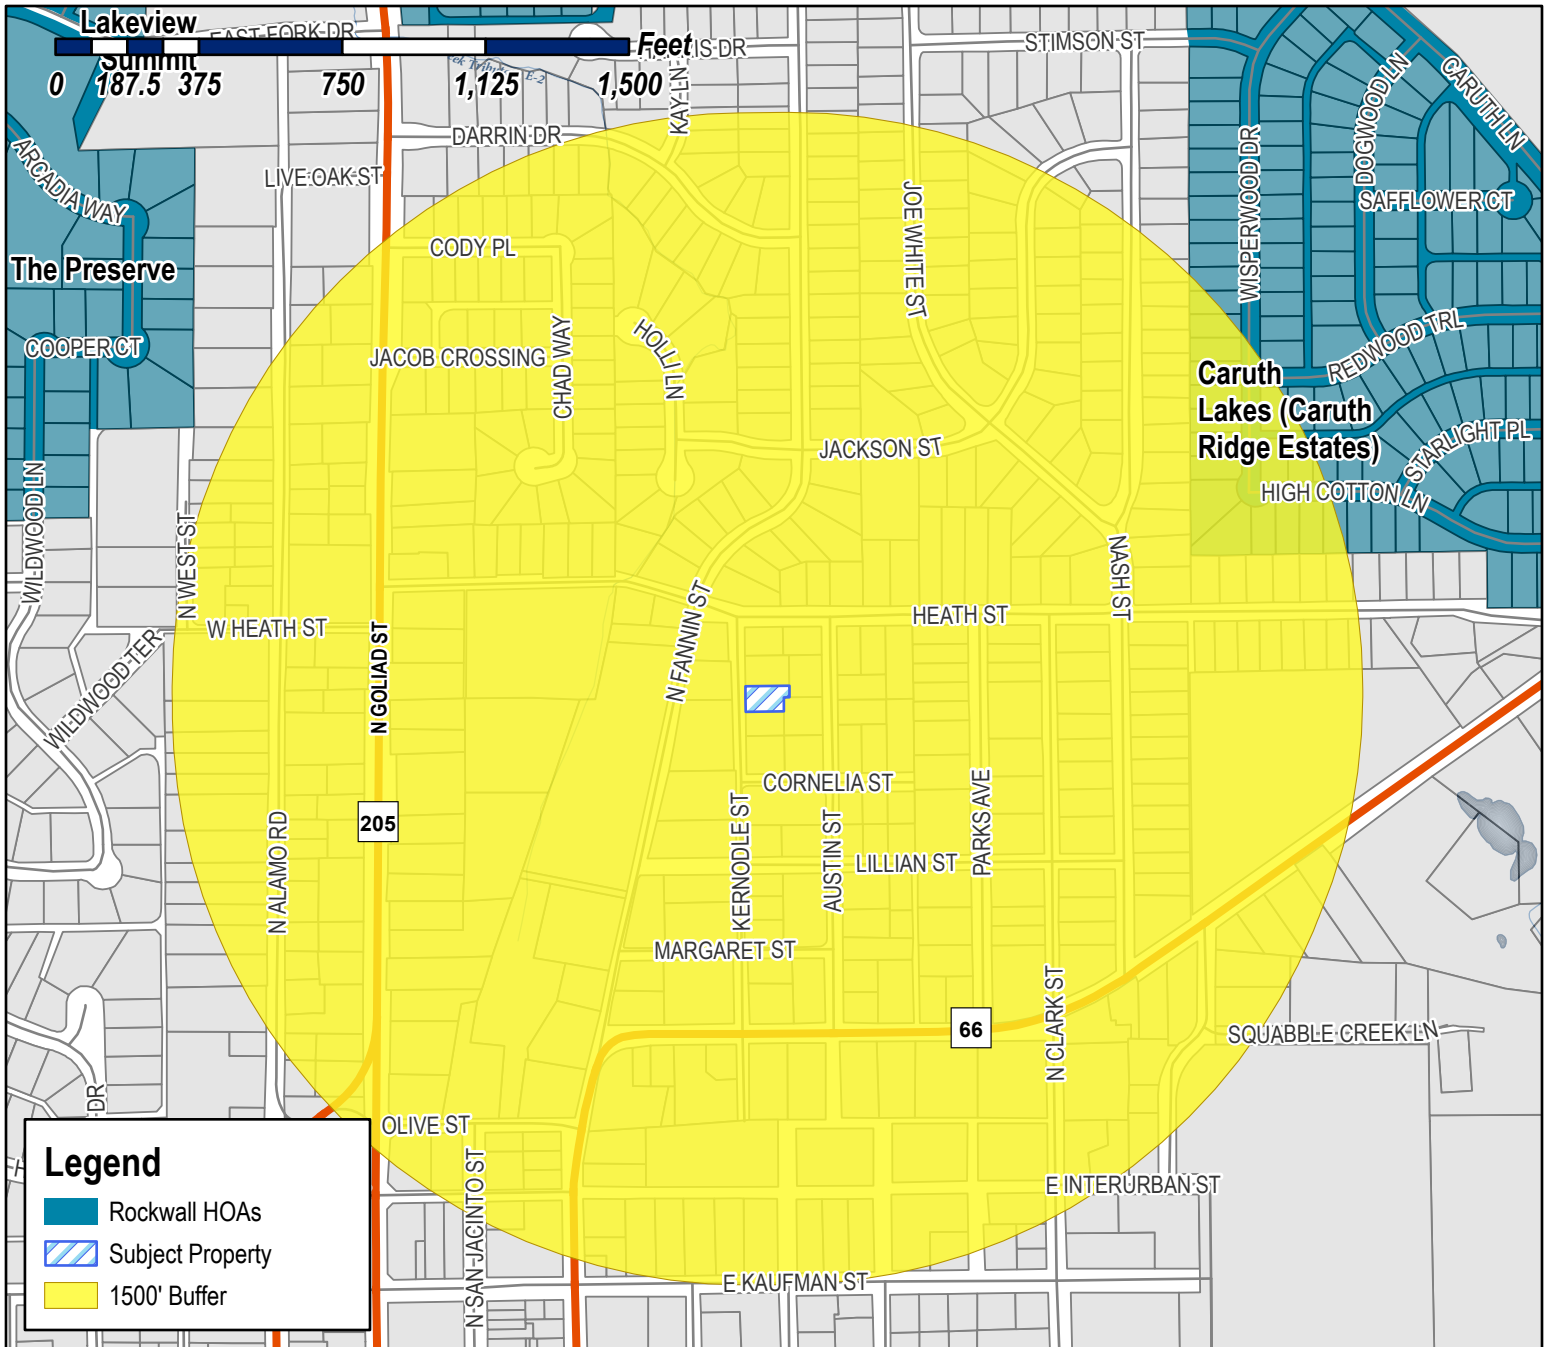 Lakeview
Summit
EAST FORK DR
Feet
0 187.5 375 750 1,125 1,500
IS DR
STIMSON ST
E-2
KAY LN
DARRIN DR
LIVE OAK ST
ARCADIA WAY
CODY PL
The Preserve
COOPER CT
JACOB CROSSING
CHAD WAY
HOLLI LN
JOE WHITE ST
WISPERWOOD DR
DOGWOOD LN
CARUTH LN
SAFFLOWER CT
REDWOOD TRL
Caruth
Lakes (Caruth
Ridge Estates)
STARLIGHT PL
HIGH COTTON LN
JACKSON ST
WILDWOOD LN
N WEST ST
W HEATH ST
WILDWOOD TER
N GOLIAD ST
N FANNIN ST
HEATH ST
NASH ST
205
N ALAMO RD
CORNELIA ST
KERNODLE ST
AUSTIN ST
PARKS AVE
LILLIAN ST
MARGARET ST
66
N CLARK ST
SQUABBLE CREEK LN
DR
OLIVE ST
N SAN JACINTO ST
E INTERURBAN ST
E KAUFMAN ST
Legend
Rockwall HOAs
Subject Property
1500' Buffer